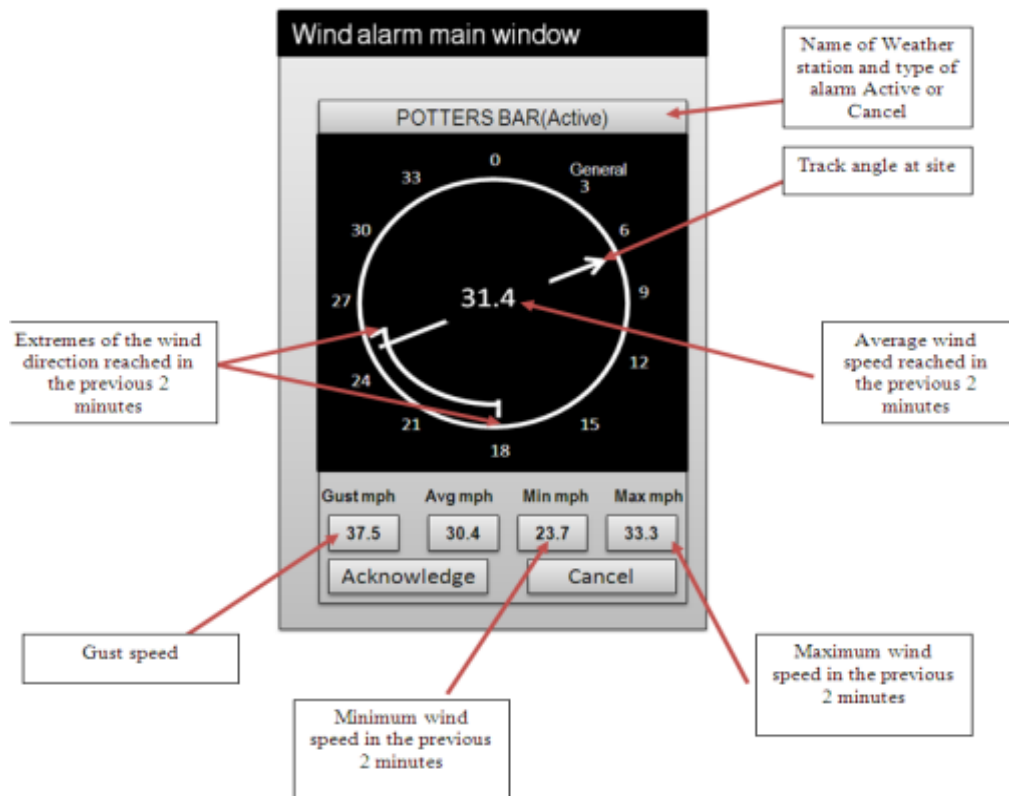 Wind alarm main window
Name of Weather
station and type of
alarm Active or
Cancel
POTTERS BAR(Active)
Track angle at site
0
General
3
33
6
30
31.4
9
27
Extremes of the wind
direction reached in
the previous 2
minutes
Average wind
speed reached in
the previous 2
minutes
12
24
21
15
18
Gust mph
Avg mph
Min mph
Max mph
37.5
30.4
23.7
33.3
Acknowledge
Cancel
Gust speed
Minimum wind
speed in the previous
2 minutes
Maximum wind
speed in the previous
2 minutes